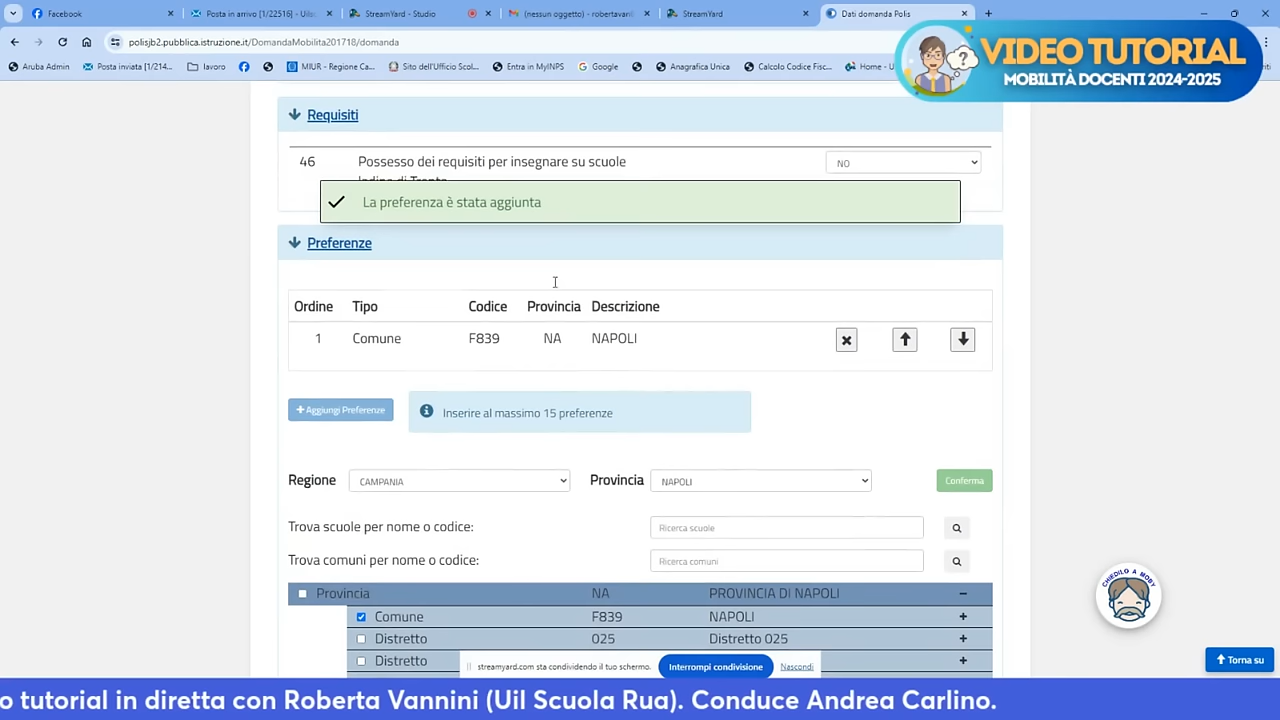 Facebook
Posta in arrivo [1/22516] - Uils
StreamYard - Studio
(nessun oggetto) - robertavan
StreamYard
Dati domanda Polis
polisjb2.pubblica.istruzione.it/DomandaMobilita201718/domanda
Aruba Admin
Posta inviata [1/214...
lavoro
MIUR - Regione Ca...
Sito dell'Ufficio Scol...
Entra in MyINPS
Google
Anagrafica Unica
Calcolo Codice Fisc...
Home - U
VIDEO TUTORIAL
MOBILITÀ DOCENTI 2024-2025
Requisiti
46 Possesso dei requisiti per insegnare su scuole NO
La preferenza è stata aggiunta
Preferenze
Ordine Tipo Codice Provincia Descrizione
1 Comune F839 NA NAPOLI
+ Aggiungi Preferenze
Inserire al massimo 15 preferenze
Regione CAMPANIA Provincia NAPOLI Conferma
Trova scuole per nome o codice: Ricerca scuole
Trova comuni per nome o codice: Ricerca comuni
CHIEDILO A MOBY
Provincia NA PROVINCIA DI NAPOLI
Comune F839 NAPOLI
Distretto 025 Distretto 025
Distretto
streamyard.com sta condividendo il tuo schermo. Interrompi condivisione Nascondi
Torna su
o tutorial in diretta con Roberta Vannini (Uil Scuola Rua). Conduce Andrea Carlino.